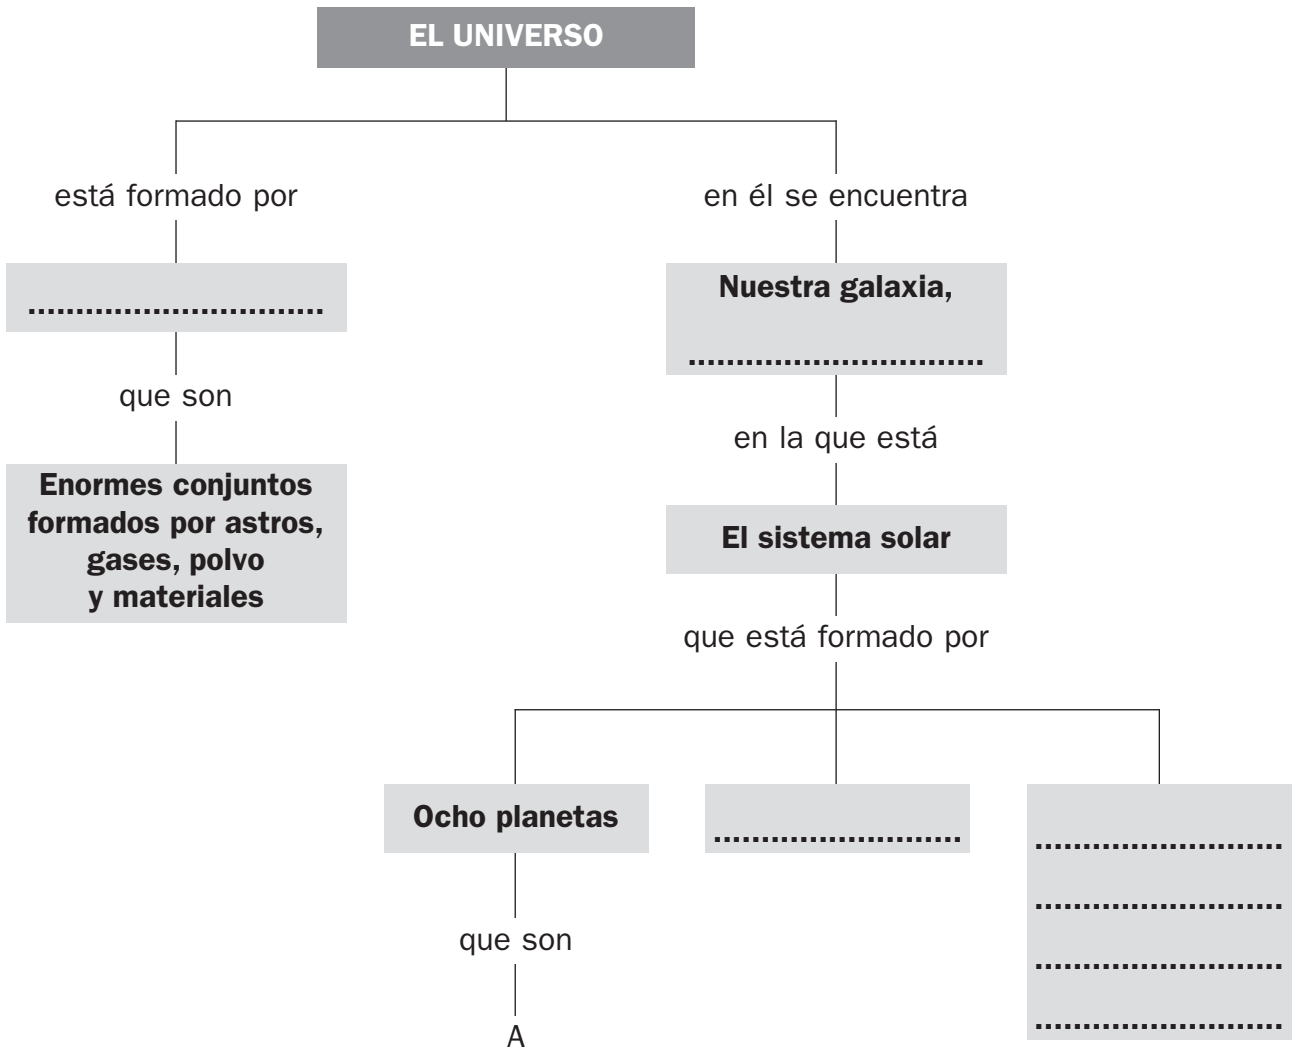 EL UNIVERSO
está formado por
en él se encuentra
...............................
Nuestra galaxia,
...............................
que son
en la que está
Enormes conjuntos
formados por astros,
gases, polvo
y materiales
El sistema solar
que está formado por
Ocho planetas
..........................
..........................
..........................
..........................
..........................
que son
A